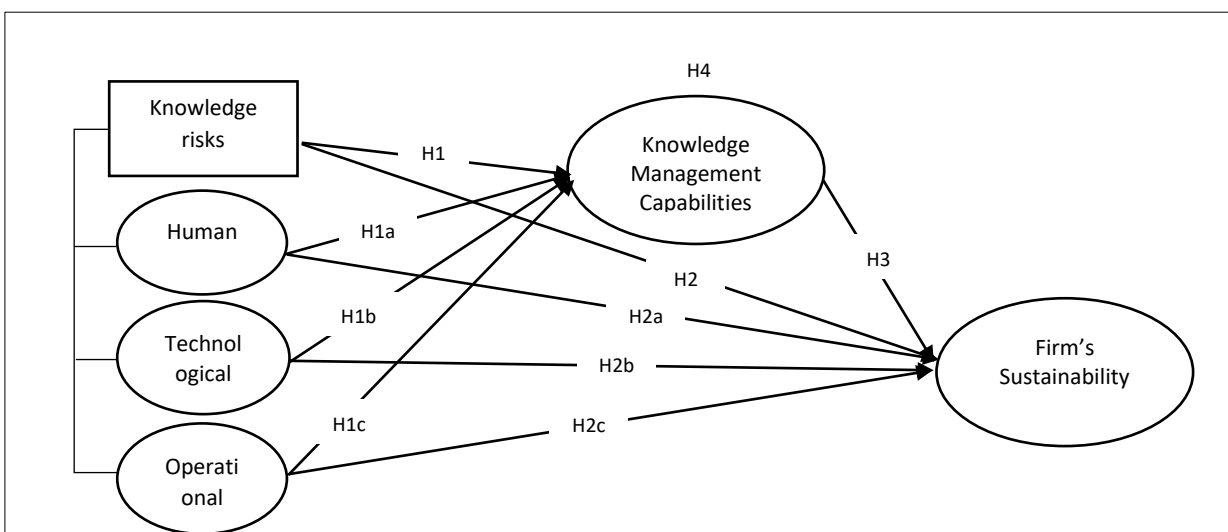 H4
Knowledge
risks
H1
Knowledge
Management
Capabilities
Human
H1a
H3
H2
H1b
H2a
Technol
ogical
H2b
Firm’s
Sustainability
H1c
H2c
Operati
onal